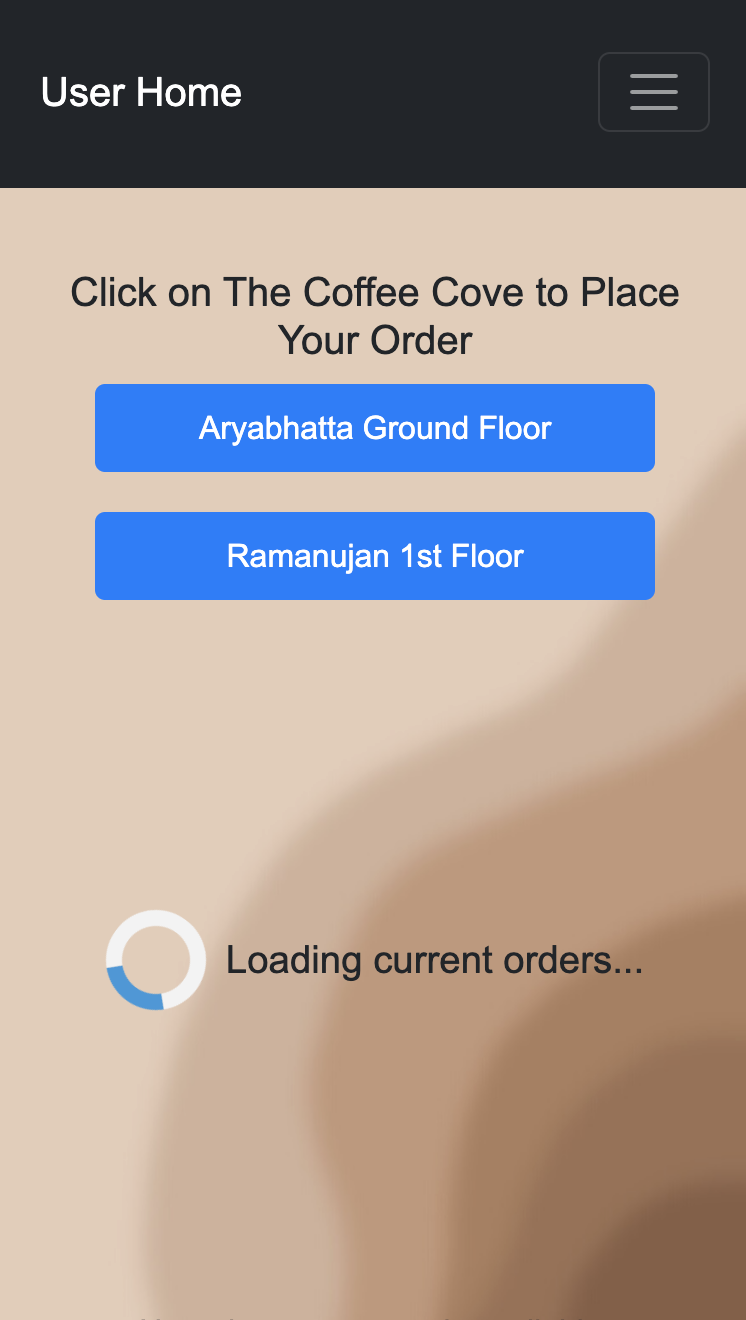 User Home
Click on The Coffee Cove to Place
Your Order
Aryabhatta Ground Floor
Ramanujan 1st Floor
Loading current orders...